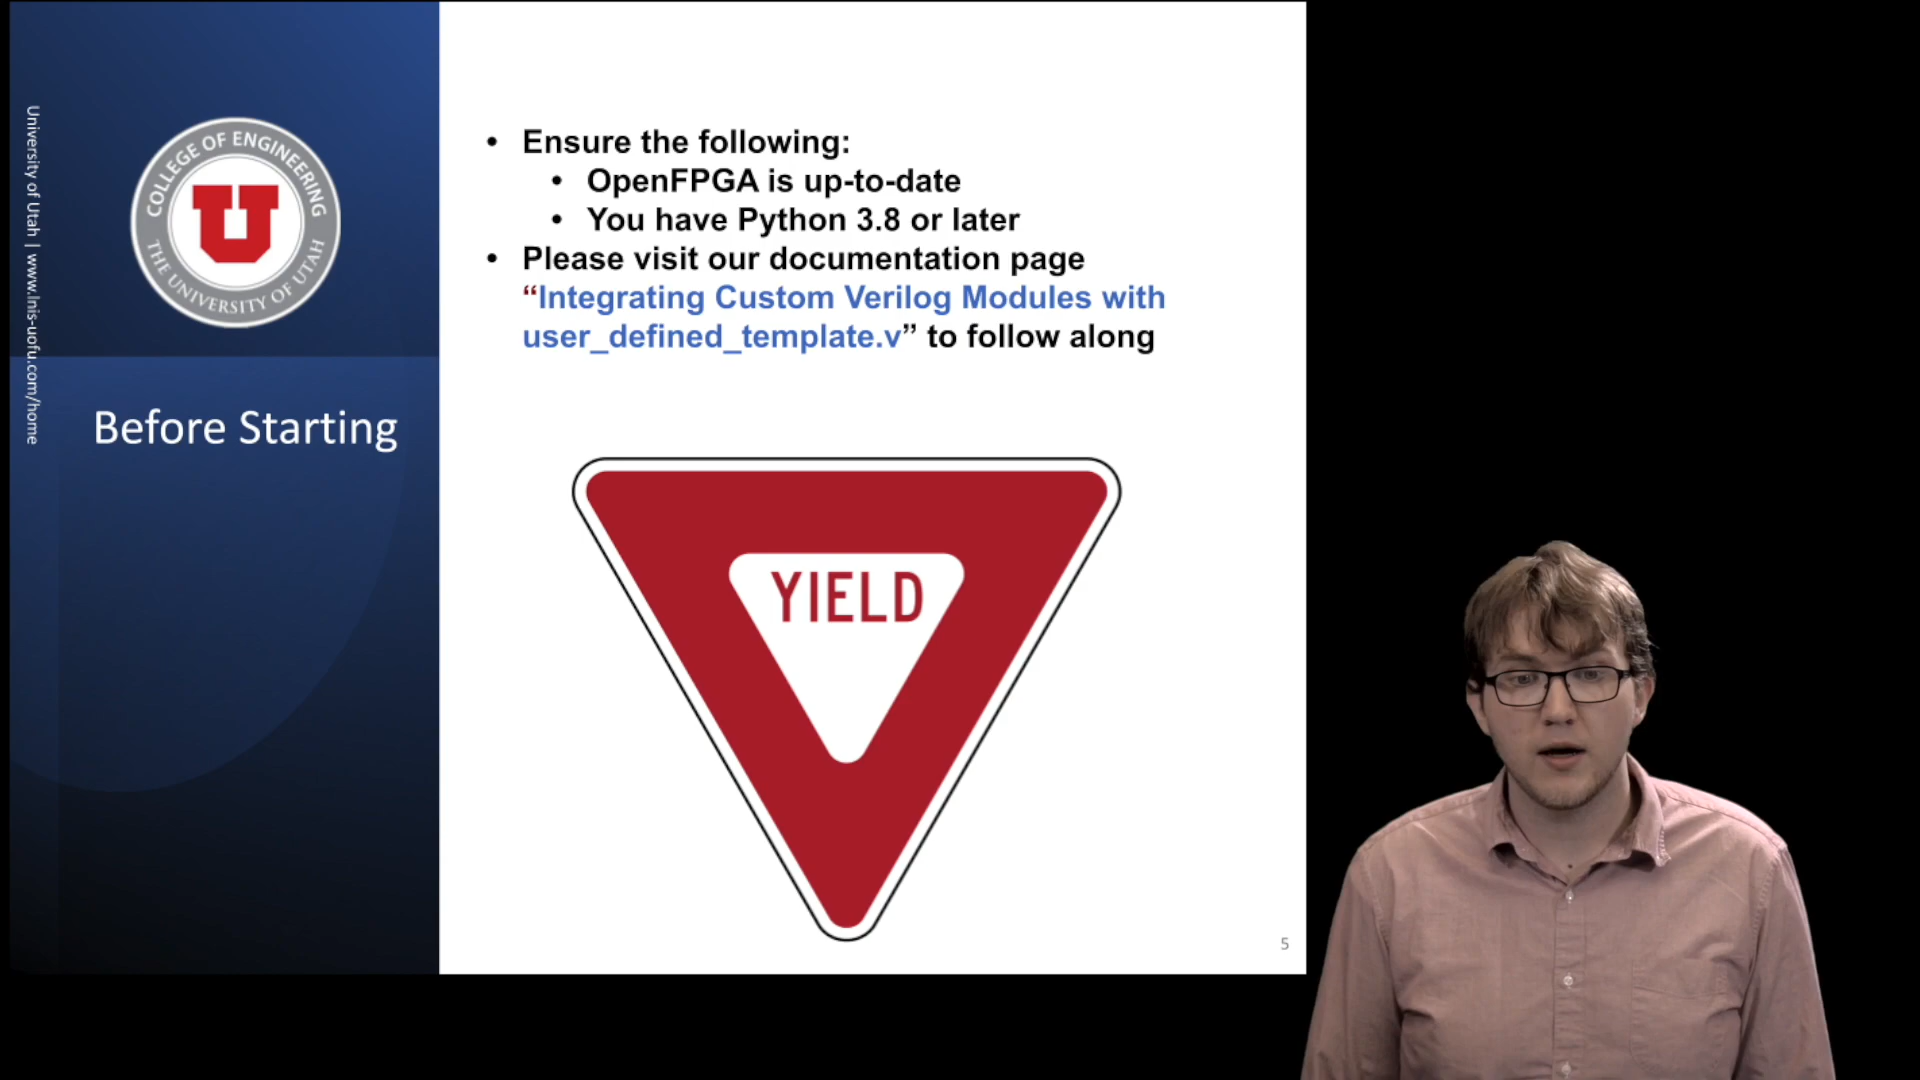 University of Utah | www.lnis-uofu.com/home
COLLEGE OF ENGINEERING
THE UNIVERSITY OF UTAH
U
Before Starting
• Ensure the following:
• OpenFPGA is up-to-date
• You have Python 3.8 or later
• Please visit our documentation page
“Integrating Custom Verilog Modules with
user_defined_template.v” to follow along
YIELD
5